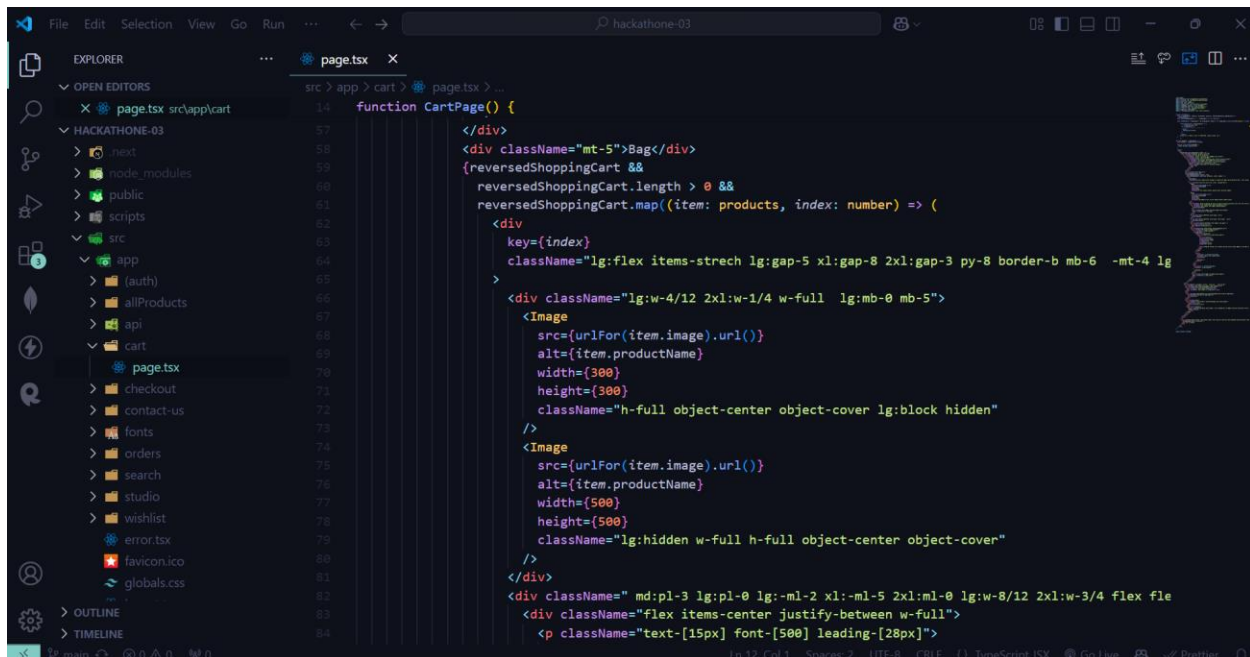 File Edit Selection View Go Run ... hackathone-03
EXPLORER ...
OPEN EDITORS
page.tsx src\app\cart
HACKATHONE-03
.next
node_modules
public
scripts
src
app
(auth)
allProducts
api
cart
page.tsx
checkout
contact-us
fonts
orders
search
studio
wishlist
error.tsx
favicon.ico
globals.css
OUTLINE
TIMELINE
3
page.tsx
src > app > cart > page.tsx > ...
14 function CartPage() {
57 </div>
58 <div className="mt-5">Bag</div>
59 {reversedShoppingCart &&
60 reversedShoppingCart.length > 0 &&
61 reversedShoppingCart.map((item: products, index: number) => (
62 <div
63 key={index}
64 className="lg:flex items-strech lg:gap-5 xl:gap-8 2xl:gap-3 py-8 border-b mb-6 -mt-4 lg
65 >
66 <div className="lg:w-4/12 2xl:w-1/4 w-full lg:mb-0 mb-5">
67 <Image
68 src={urlFor(item.image).url()}
69 alt={item.productName}
70 width={300}
71 height={300}
72 className="h-full object-center object-cover lg:block hidden"
73 />
74 <Image
75 src={urlFor(item.image).url()}
76 alt={item.productName}
77 width={500}
78 height={500}
79 className="lg:hidden w-full h-full object-center object-cover"
80 />
81 </div>
82 <div className=" md:pl-3 lg:pl-0 lg:-ml-2 xl:-ml-5 2xl:ml-0 lg:w-8/12 2xl:w-3/4 flex fle
83 <div className="flex items-center justify-between w-full">
84 <p className="text-[15px] font-[500] leading-[28px]">
main 0 0 0 Ln 12, Col 1 Spaces: 2 UTF-8 CRLF {} TypeScript JSX Go Live Prettier